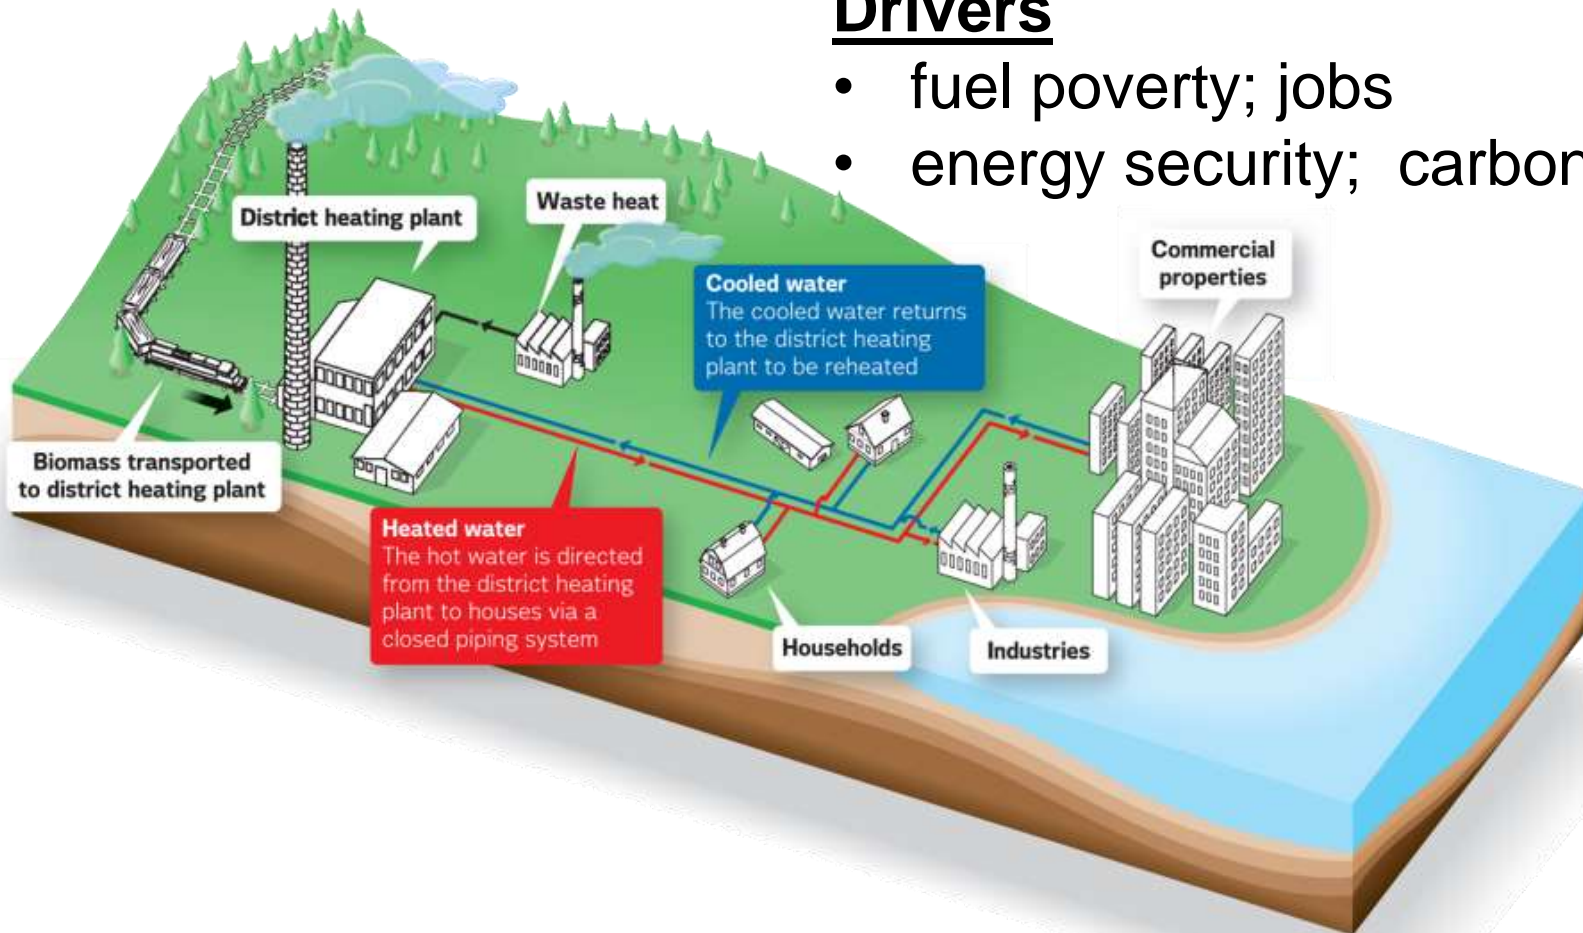 Drivers
• fuel poverty; jobs
• energy security; carbon
District heating plant
Waste heat
Commercial
properties
Cooled water
The cooled water returns
to the district heating
plant to be reheated
Biomass transported
to district heating plant
Heated water
The hot water is directed
from the district heating
plant to houses via a
closed piping system
Households
Industries